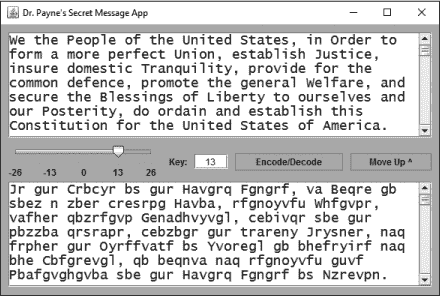 Dr. Payne's Secret Message App
We the People of the United States, in Order to
form a more perfect Union, establish Justice,
insure domestic Tranquility, provide for the
common defence, promote the general Welfare, and
secure the Blessings of Liberty to ourselves and
our Posterity, do ordain and establish this
Constitution for the United States of America.
-26 -13 0 13 26 Key: 13 Encode/Decode Move Up ^
Jr gur Crbcyr bs gur Havgrq Fgngrf, va Beqre gb
sbez n zber cresrpg Havba, rfgnoyvfu Whfgvpr,
vafher qbzrfgvp Genadhvyvgl, cebivqr sbe gur
pbzzba qrsrapr, cebzbgr gur trareny Jrysner, naq
frpher gur Oyrffvatf bs Yvoregl gb bhefryirf naq
bhe Cbfgrevgl, qb beqnva naq rfgnoyvfu guvf
Pbafgvghgvba sbe gur Havgrq Fgngrf bs Nzrevpn.